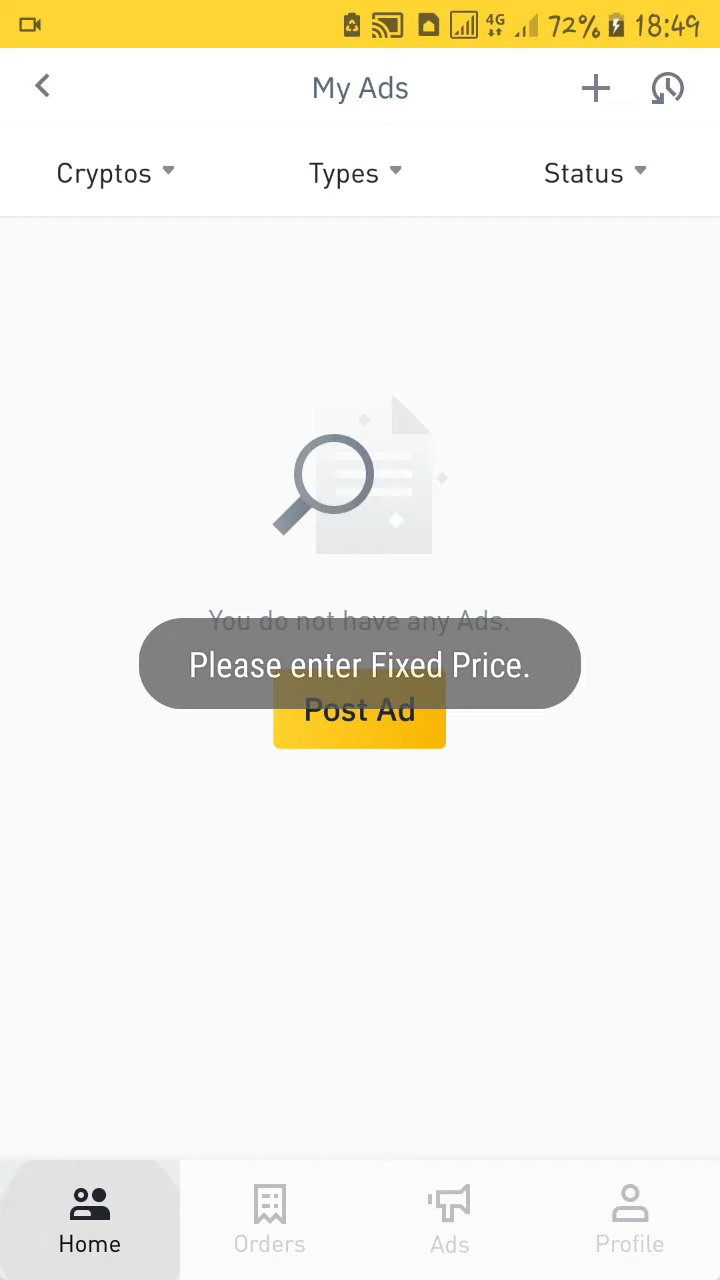 4G 72% 18:49
My Ads
Cryptos Types Status
You do not have any Ads.
Please enter Fixed Price.
Post Ad
Home Orders Ads Profile